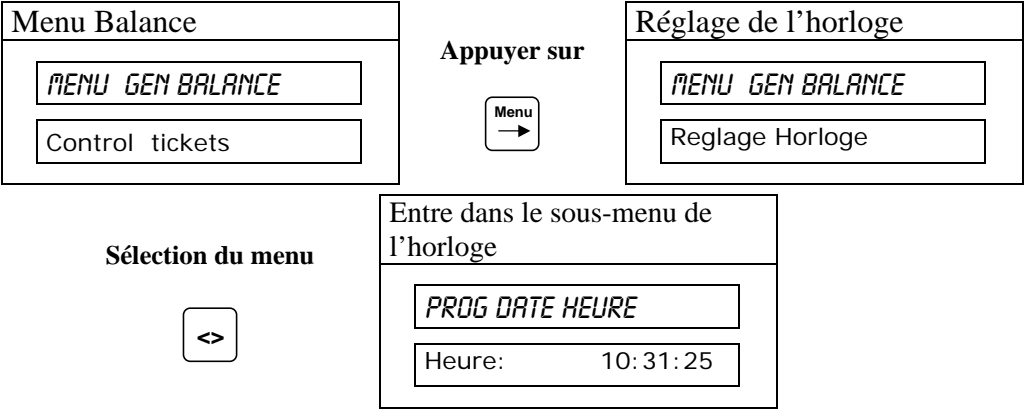 Menu Balance
MENU GEN BALANCE
Control tickets
Appuyer sur
Menu
Réglage de l’horloge
MENU GEN BALANCE
Reglage Horloge
Sélection du menu
<>
Entre dans le sous-menu de
l’horloge
PROG DATE HEURE
Heure: 10:31:25